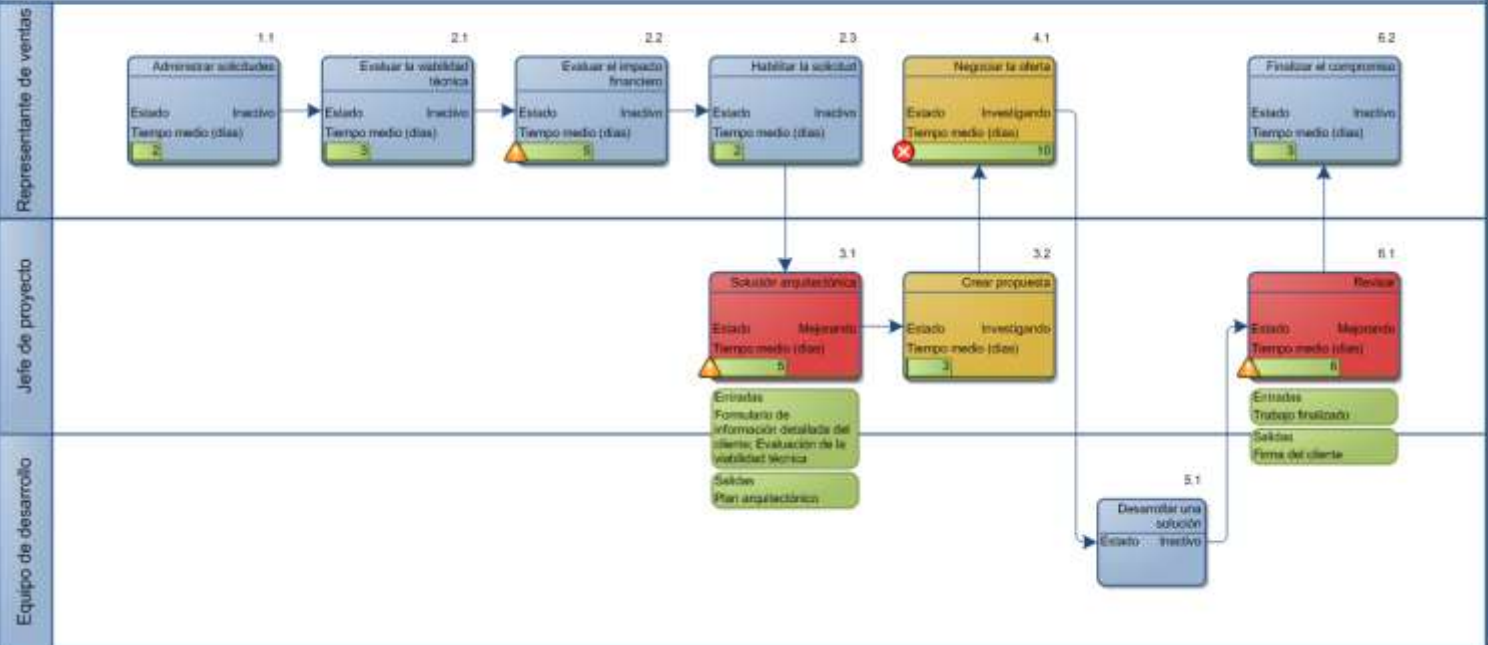 Representante de ventas
1.1
Administrar solicitudes
Estado Inactivo
Tiempo medio (días)
2
2.1
Evaluar la viabilidad
técnica
Estado Inactivo
Tiempo medio (días)
3
2.2
Evaluar el impacto
financiero
Estado Inactivo
Tiempo medio (días)
5
2.3
Habilitar la solicitud
Estado Inactivo
Tiempo medio (días)
2
4.1
Negociar la oferta
Estado Investigando
Tiempo medio (días)
10
6.2
Finalizar el compromiso
Estado Inactivo
Tiempo medio (días)
3
Jefe de proyecto
3.1
Solución arquitectónica
Estado Mejorando
Tiempo medio (días)
5
Entradas
Formulario de
información detallada del
cliente; Evaluación de la
viabilidad técnica
Salidas
Plan arquitectónico
3.2
Crear propuesta
Estado Investigando
Tiempo medio (días)
3
6.1
Revisar
Estado Mejorando
Tiempo medio (días)
6
Entradas
Trabajo finalizado
Salidas
Firma del cliente
Equipo de desarrollo
5.1
Desarrollar una
solución
Estado Inactivo